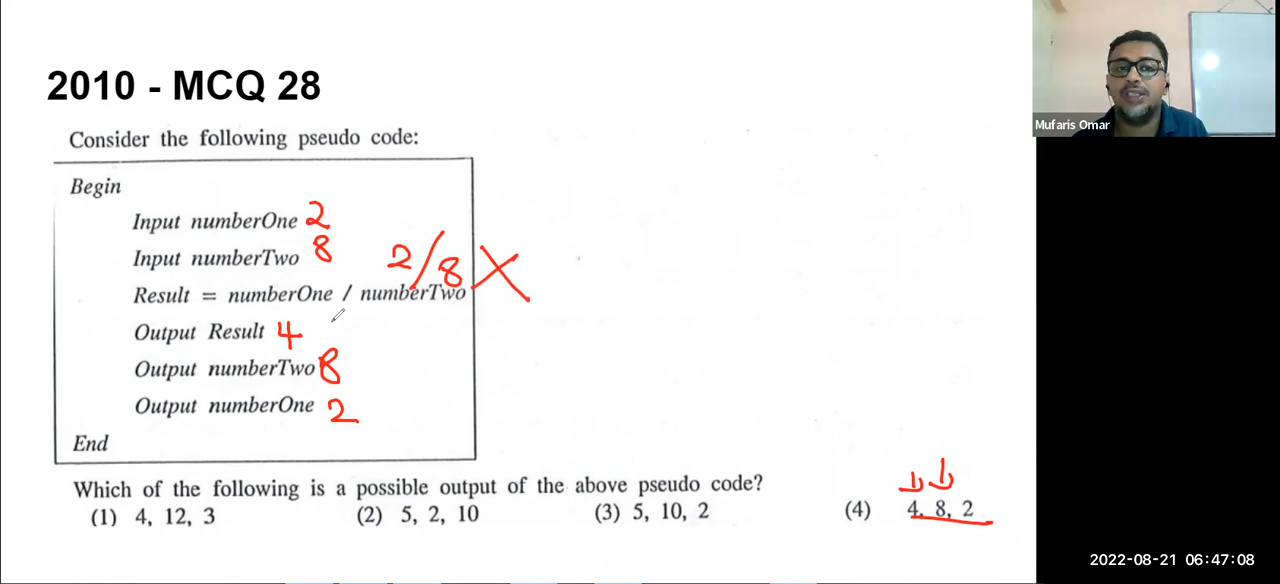 2010 - MCQ 28
Mufaris Omar
Consider the following pseudo code:
Begin
Input numberOne 2
Input numberTwo 8
2/8 X
Result = numberOne / numberTwo
Output Result 4
Output numberTwo 8
Output numberOne 2
End
Which of the following is a possible output of the above pseudo code?
(1) 4, 12, 3 (2) 5, 2, 10 (3) 5, 10, 2 (4) 4, 8, 2
2022-08-21 06:47:08